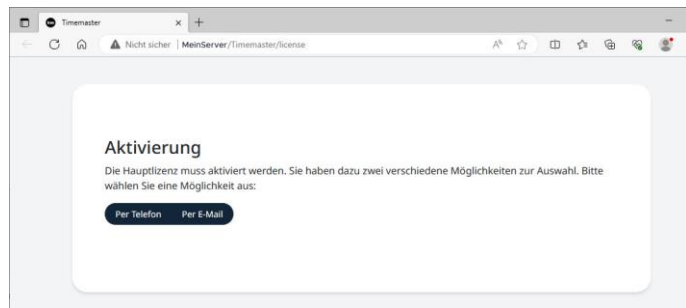 Timemaster
Nicht sicher | MeinServer/Timemaster/license
Aktivierung
Die Hauptlizenz muss aktiviert werden. Sie haben dazu zwei verschiedene Möglichkeiten zur Auswahl. Bitte
wählen Sie eine Möglichkeit aus:
Per Telefon Per E-Mail